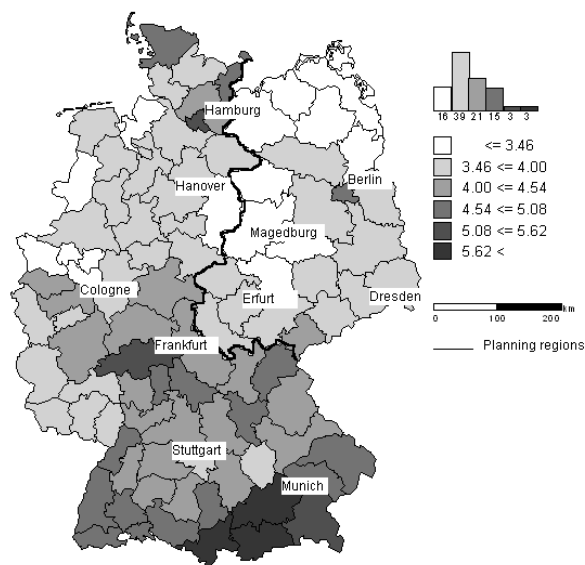 Hamburg
Berlin
Hanover
Magedburg
Cologne
Erfurt
Dresden
Frankfurt
Stuttgart
Munich
16 39 21 15 3 3
<= 3.46
3.46 <= 4.00
4.00 <= 4.54
4.54 <= 5.08
5.08 <= 5.62
5.62 <
km
0 100 200
Planning regions